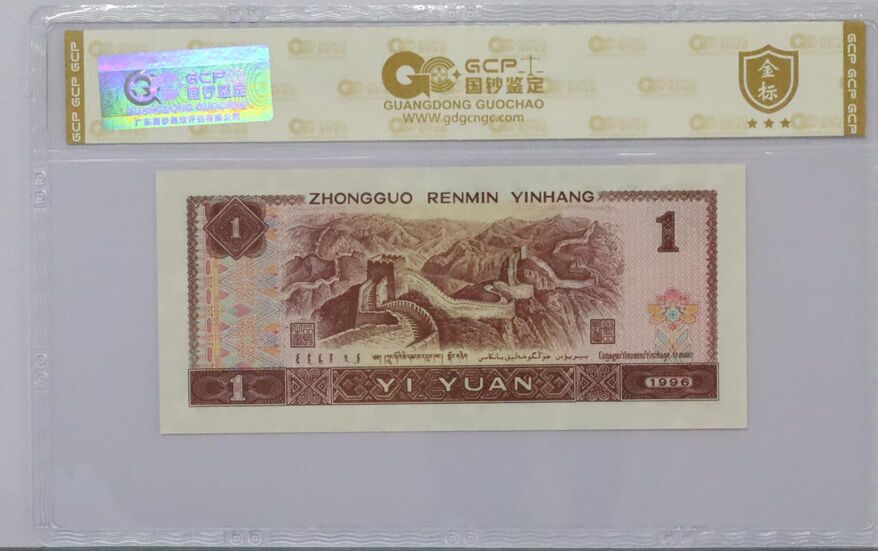 GCP GCP GCP
GCP
国钞鉴定
GUANGDONG GUOCHAO
广东国钞鉴定评估有限公司
GCP
国钞鉴定
GUANGDONG GUOCHAO
WWW.gdgcngc.com
金标
GCP GCP GCP
ZHONGGUO RENMIN YINHANG
1
1
1
YI YUAN
1996